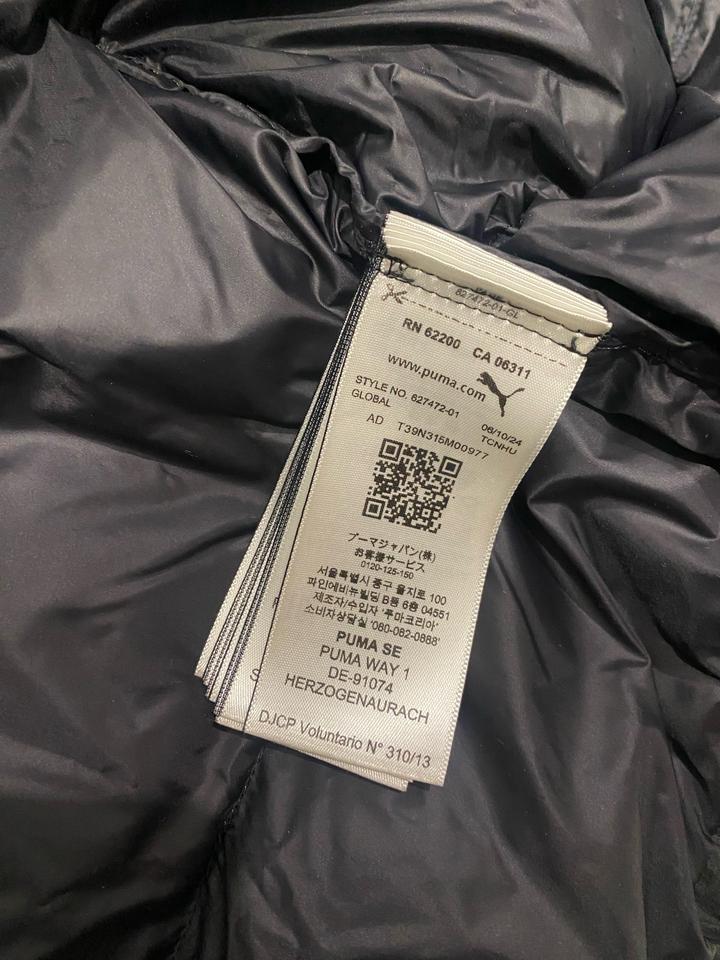 827472-01-GL
RN 62200 CA 06311
www.puma.com
STYLE NO. 627472-01
GLOBAL
06/10/24
TCNHU
AD T39N315M00977
プーマジャパン(株)
お客様サービス
0120-125-150
서울특별시 중구 을지로 100
파인에비뉴빌딩 B동 6층 04551
제조자/수입자 '푸마코리아'
소비자상담실 '080-082-0888'
PUMA SE
PUMA WAY 1
DE-91074
HERZOGENAURACH
DJCP Voluntario N° 310/13
S